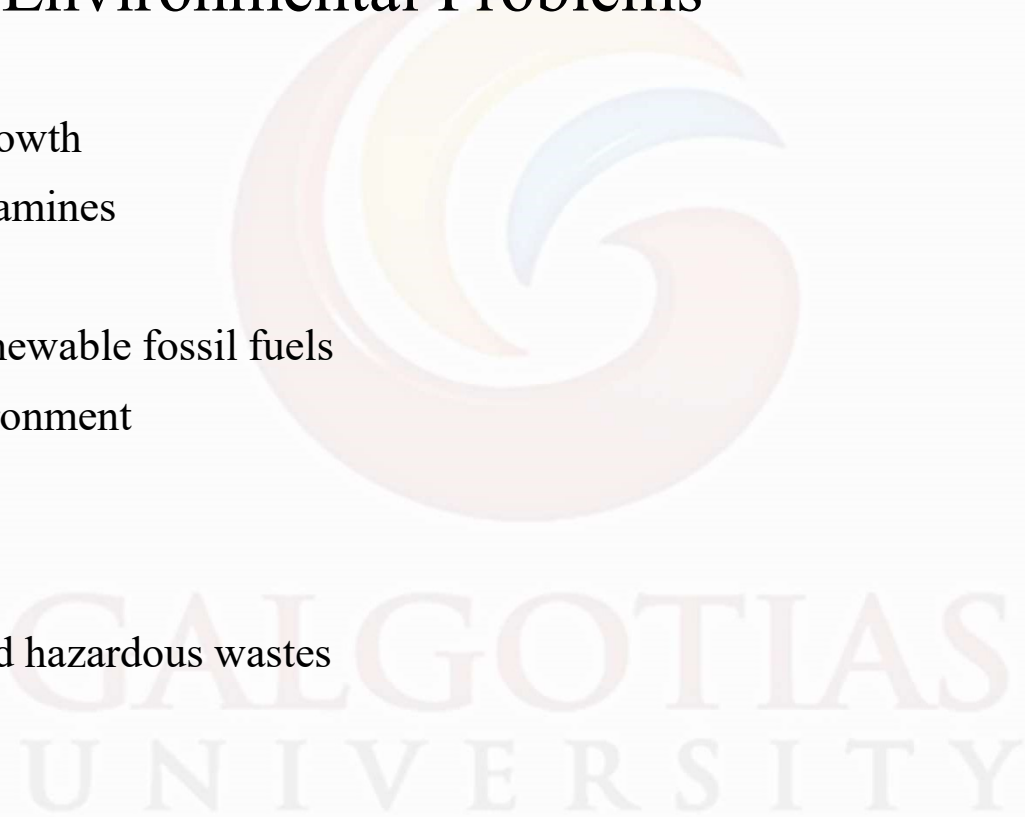 Environmental Problems
owth
amines
newable fossil fuels
onment
d hazardous wastes
GALGOTIAS
UNIVERSITY